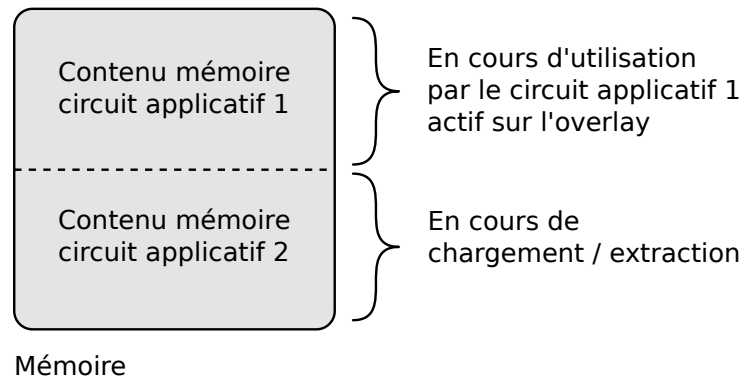 Contenu mémoire
circuit applicatif 1
En cours d'utilisation
par le circuit applicatif 1
actif sur l'overlay
Contenu mémoire
circuit applicatif 2
En cours de
chargement / extraction
Mémoire